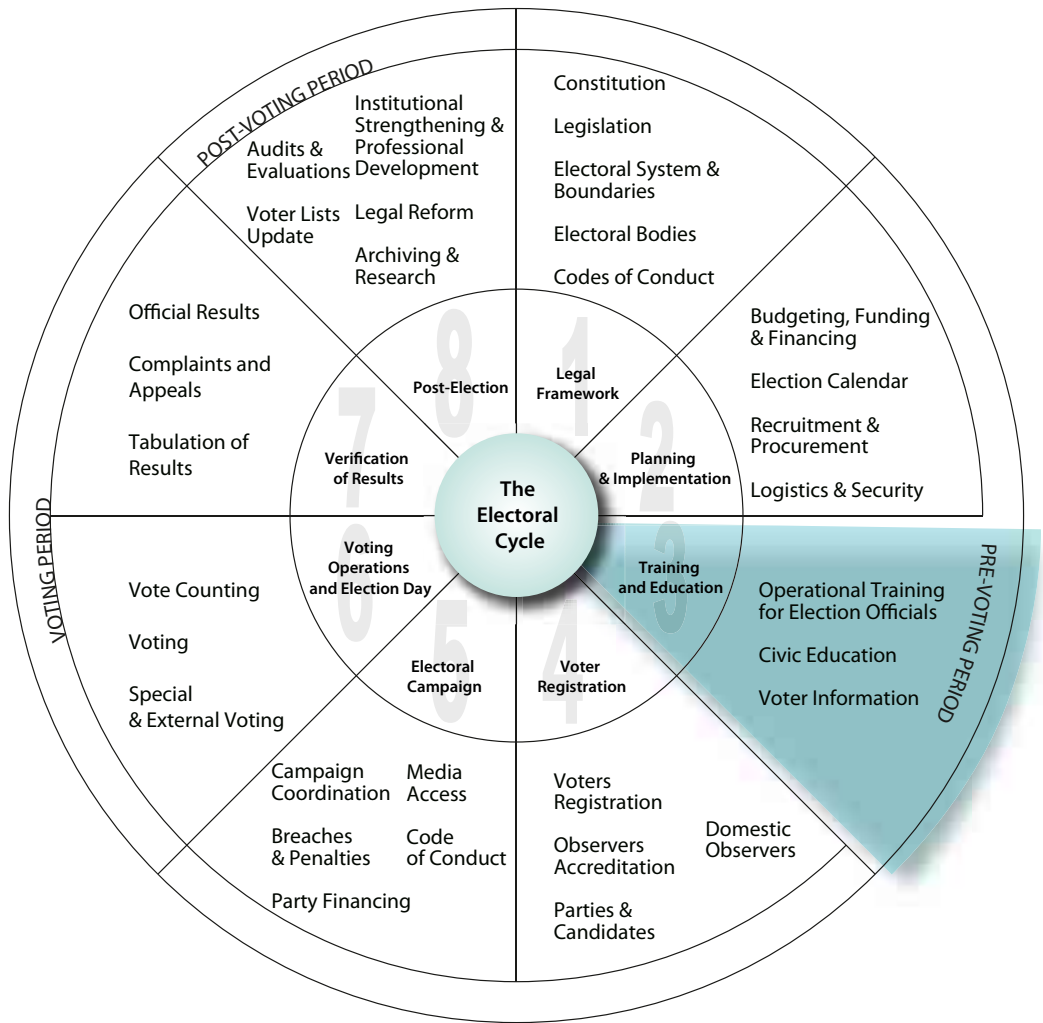 The
Electoral
Cycle
1
Legal
Framework
Constitution
Legislation
Electoral System &
Boundaries
Electoral Bodies
Codes of Conduct
2
Planning
& Implementation
Budgeting, Funding
& Financing
Election Calendar
Recruitment &
Procurement
Logistics & Security
PRE-VOTING PERIOD
3
Training
and Education
Operational Training
for Election Officials
Civic Education
Voter Information
4
Voter
Registration
Voters
Registration
Observers
Accreditation
Parties &
Candidates
Domestic
Observers
5
Electoral
Campaign
Campaign
Coordination
Breaches
& Penalties
Party Financing
Media
Access
Code
of Conduct
VOTING PERIOD
6
Voting
Operations
and Election Day
Vote Counting
Voting
Special
& External Voting
7
Verification
of Results
Official Results
Complaints and
Appeals
Tabulation of
Results
POST-VOTING PERIOD
8
Post-Election
Audits &
Evaluations
Voter Lists
Update
Institutional
Strengthening &
Professional
Development
Legal Reform
Archiving &
Research